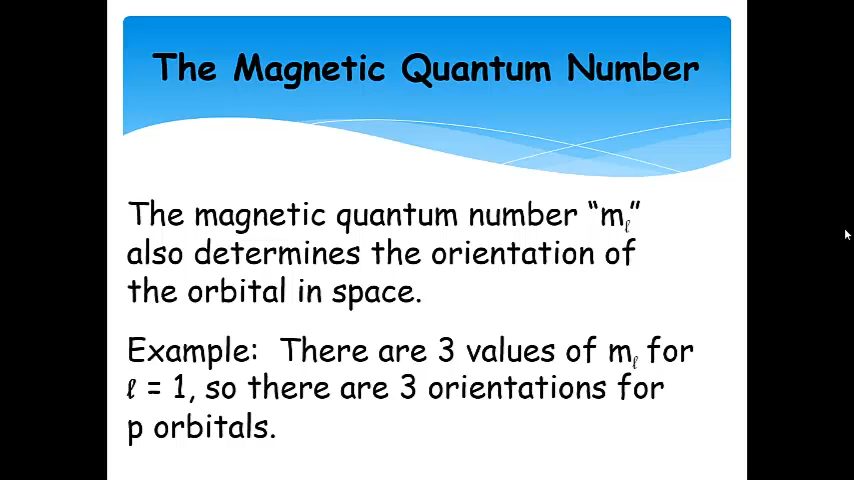 The Magnetic Quantum Number
The magnetic quantum number “mℓ”
also determines the orientation of
the orbital in space.
Example: There are 3 values of mℓ for
ℓ = 1, so there are 3 orientations for
p orbitals.